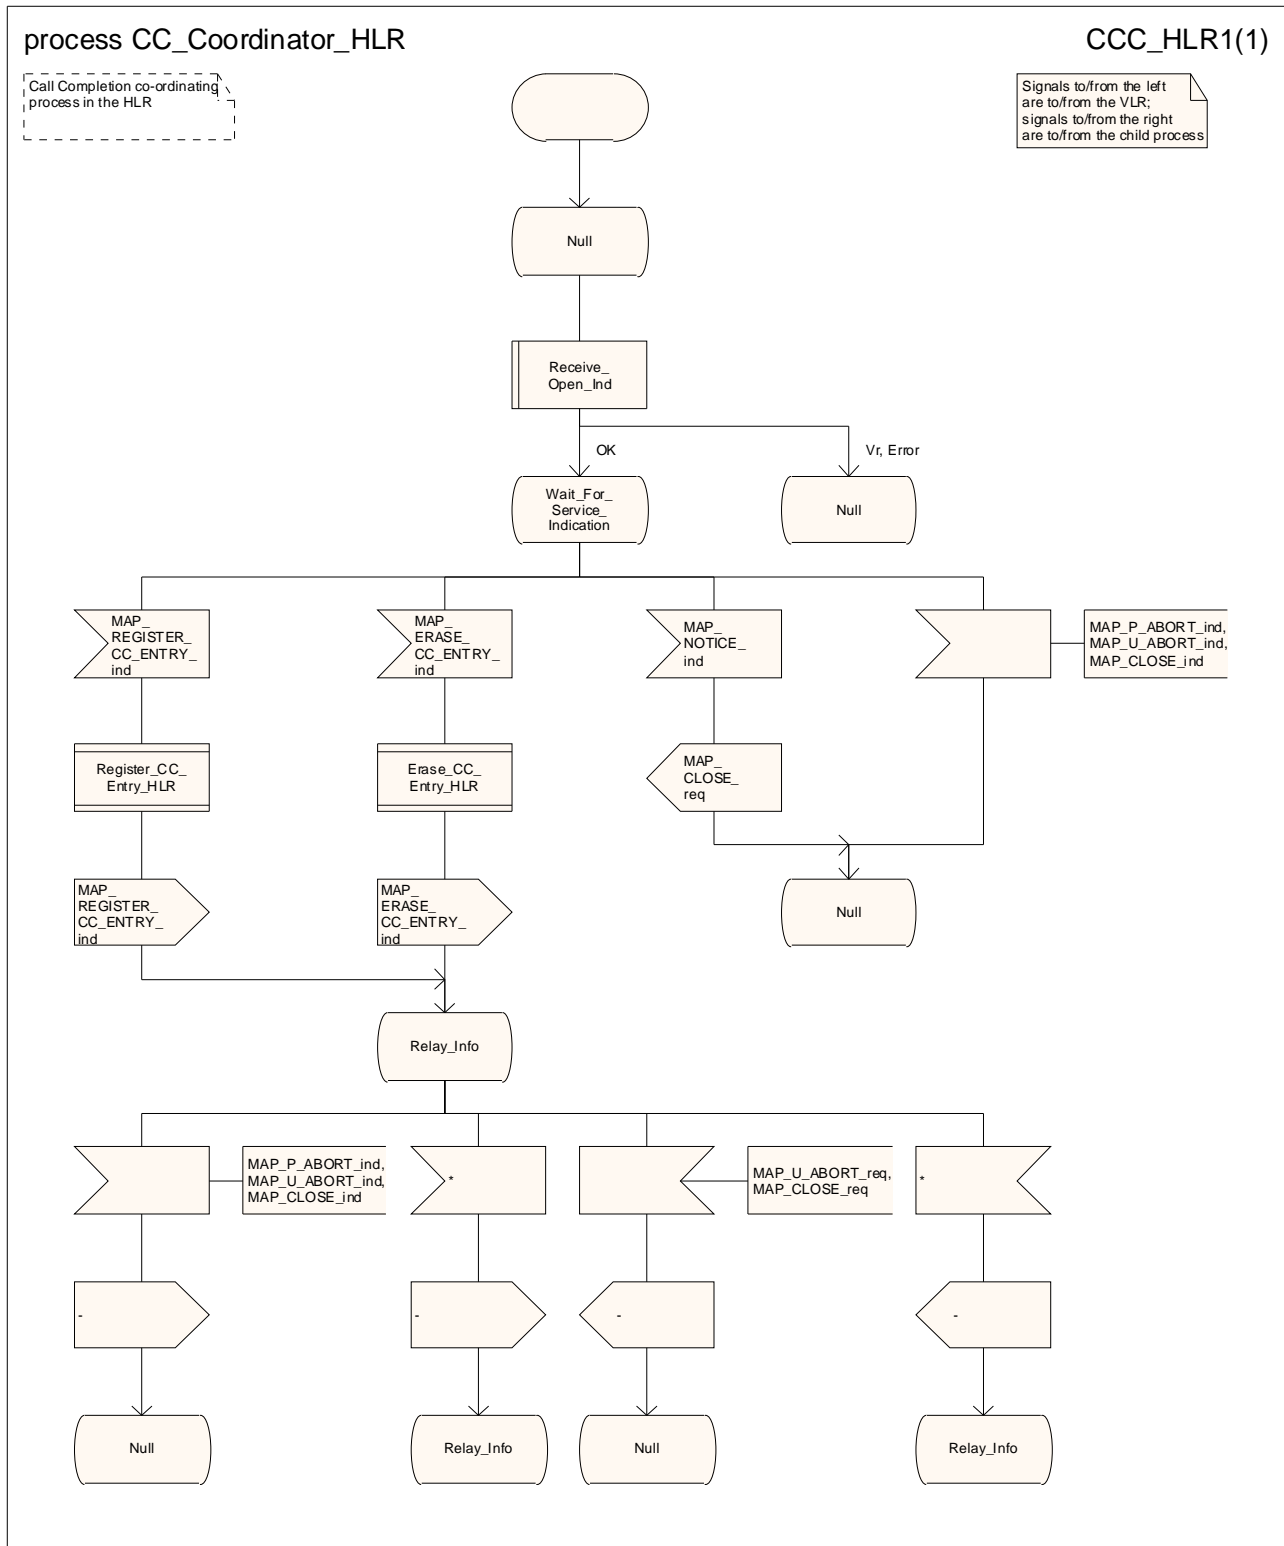 process CC_Coordinator_HLR
CCC_HLR1(1)
Call Completion co-ordinating
process in the HLR
Signals to/from the left
are to/from the VLR;
signals to/from the right
are to/from the child process
Null
Receive_
Open_Ind
OK
Vr, Error
Wait_For_
Service_
Indication
Null
MAP_
REGISTER_
CC_ENTRY_
ind
MAP_
ERASE_
CC_ENTRY_
ind
MAP_
NOTICE_
ind
MAP_P_ABORT_ind,
MAP_U_ABORT_ind,
MAP_CLOSE_ind
Register_CC_
Entry_HLR
Erase_CC_
Entry_HLR
MAP_
CLOSE_
req
MAP_
REGISTER_
CC_ENTRY_
ind
MAP_
ERASE_
CC_ENTRY_
ind
Null
Relay_Info
MAP_P_ABORT_ind,
MAP_U_ABORT_ind,
MAP_CLOSE_ind
*
MAP_U_ABORT_req,
MAP_CLOSE_req
*
-
-
-
-
Null
Relay_Info
Null
Relay_Info